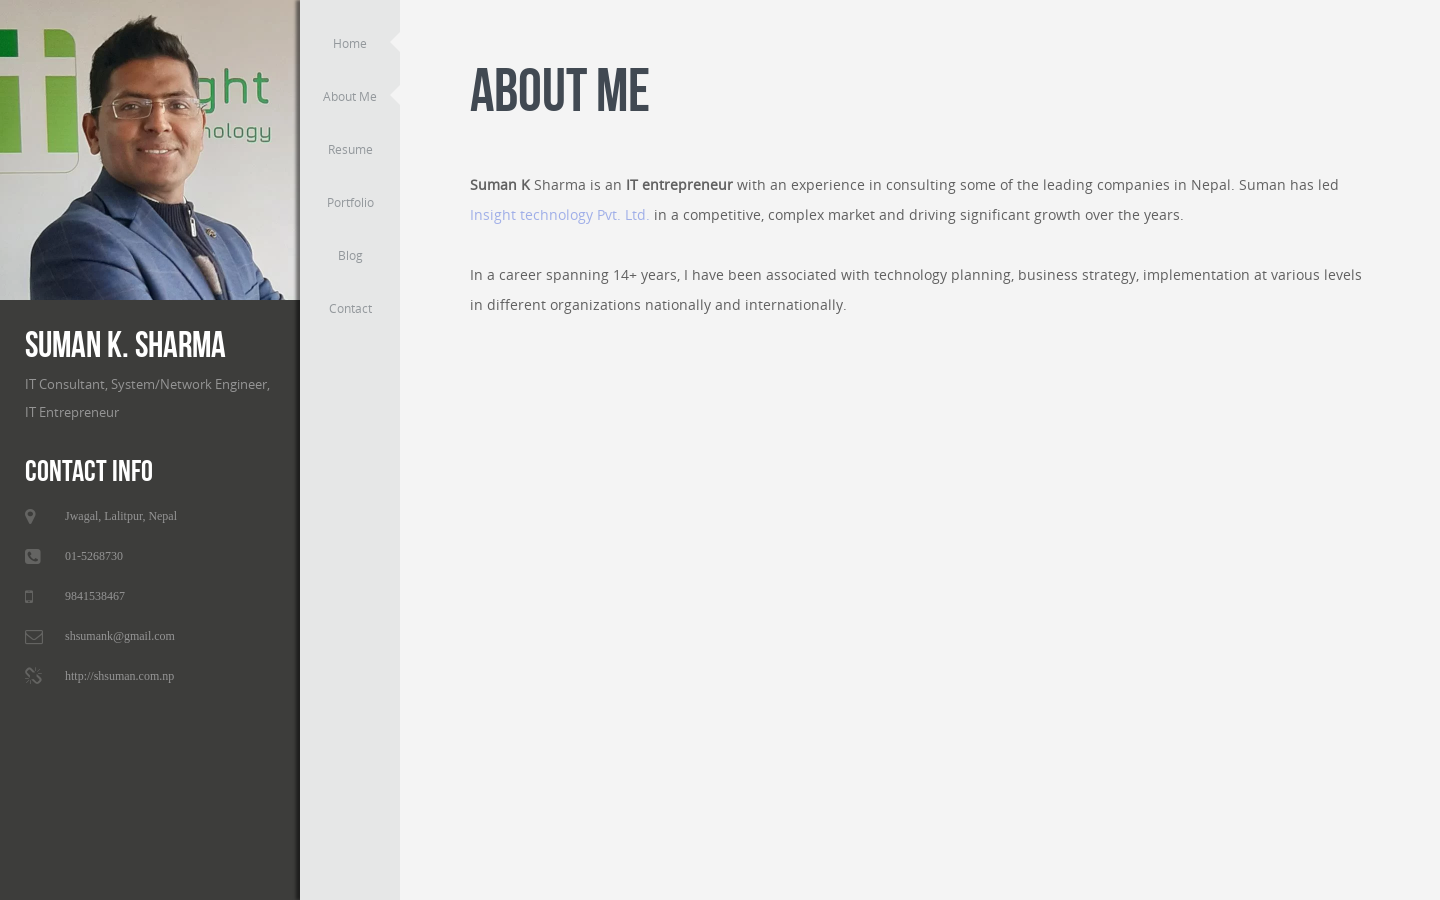 ght
nology
SUMAN K. SHARMA
IT Consultant, System/Network Engineer,
IT Entrepreneur
CONTACT INFO
Jwagal, Lalitpur, Nepal
01-5268730
9841538467
shsumank@gmail.com
http://shsuman.com.np
Home
About Me
Resume
Portfolio
Blog
Contact
ABOUT ME
Suman K Sharma is an IT entrepreneur with an experience in consulting some of the leading companies in Nepal. Suman has led
Insight technology Pvt. Ltd. in a competitive, complex market and driving significant growth over the years.
In a career spanning 14+ years, I have been associated with technology planning, business strategy, implementation at various levels
in different organizations nationally and internationally.